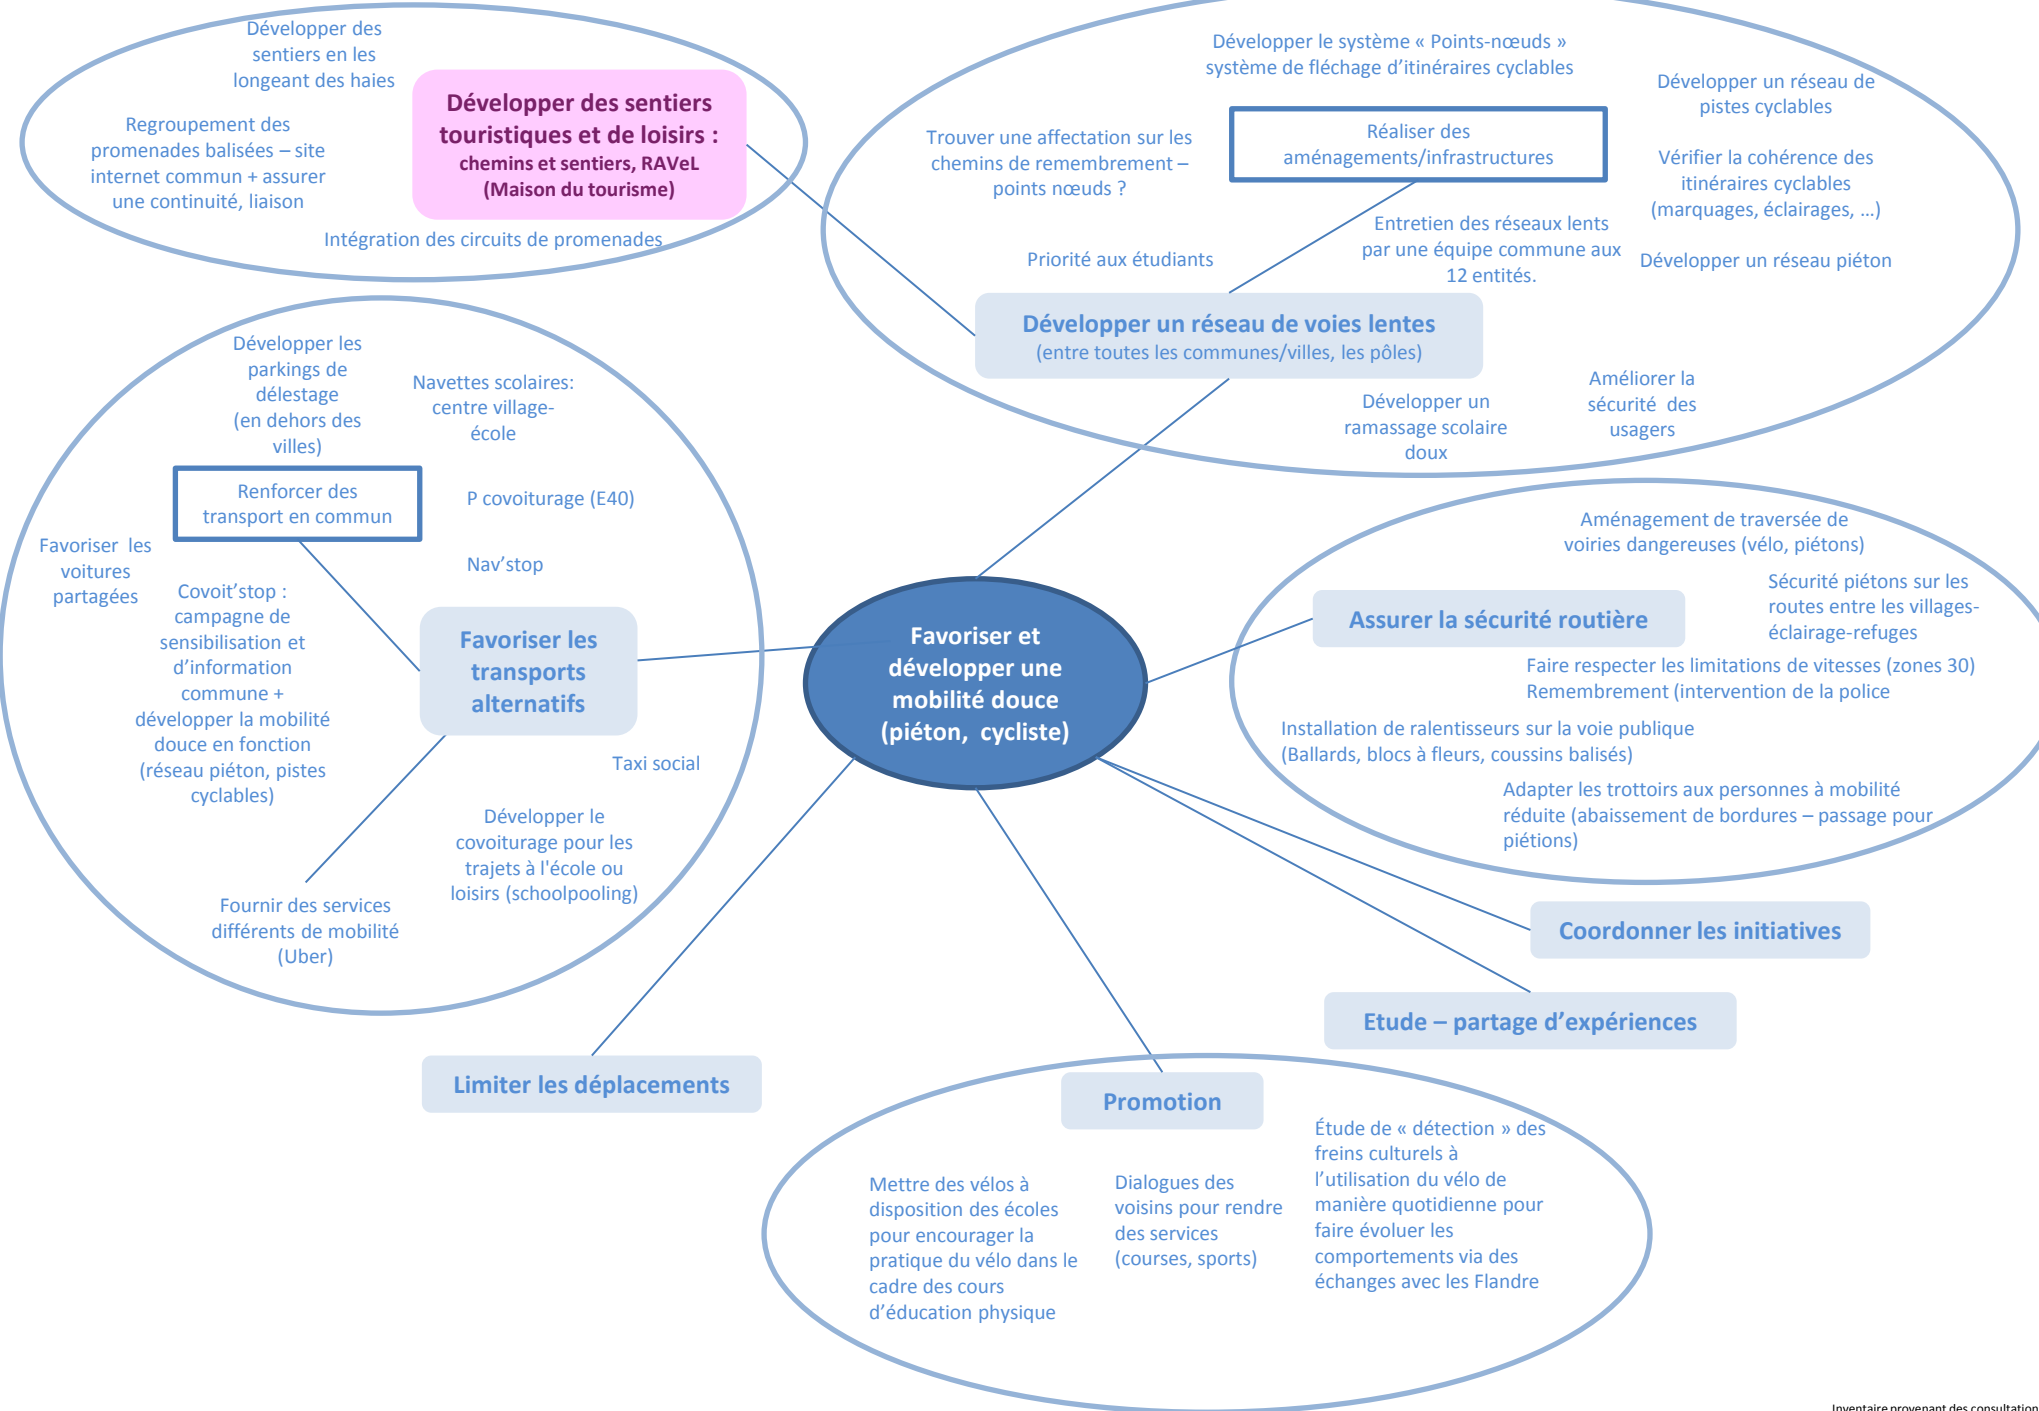 Développer des
sentiers en les
longeant des haies
Regroupement des
promenades balisées – site
internet commun + assurer
une continuité, liaison
Intégration des circuits de promenades
Développer des sentiers
touristiques et de loisirs :
chemins et sentiers, RAVeL
(Maison du tourisme)
Développer le système « Points-nœuds »
système de fléchage d’itinéraires cyclables
Trouver une affectation sur les
chemins de remembrement –
points nœuds ?
Réaliser des
aménagements/infrastructures
Développer un réseau de
pistes cyclables
Vérifier la cohérence des
itinéraires cyclables
(marquages, éclairages, …)
Priorité aux étudiants
Entretien des réseaux lents
par une équipe commune aux
12 entités.
Développer un réseau piéton
Développer un réseau de voies lentes
(entre toutes les communes/villes, les pôles)
Développer un
ramassage scolaire
doux
Améliorer la
sécurité  des
usagers
Développer les
parkings de
délestage
(en dehors des
villes)
Navettes scolaires:
centre village-
école
Renforcer des
transport en commun
P covoiturage (E40)
Favoriser  les
voitures
partagées
Nav’stop
Covoit’stop :
campagne de
sensibilisation et
d’information
commune +
développer la mobilité
douce en fonction
(réseau piéton, pistes
cyclables)
Favoriser les
transports
alternatifs
Taxi social
Développer le
covoiturage pour les
trajets à l'école ou
loisirs (schoolpooling)
Fournir des services
différents de mobilité
(Uber)
Favoriser et
développer une
mobilité douce
(piéton,  cycliste)
Aménagement de traversée de
voiries dangereuses (vélo, piétons)
Assurer la sécurité routière
Sécurité piétons sur les
routes entre les villages-
éclairage-refuges
Faire respecter les limitations de vitesses (zones 30)
Remembrement (intervention de la police
Installation de ralentisseurs sur la voie publique
(Ballards, blocs à fleurs, coussins balisés)
Adapter les trottoirs aux personnes à mobilité
réduite (abaissement de bordures – passage pour
piétions)
Coordonner les initiatives
Etude – partage d’expériences
Limiter les déplacements
Promotion
Mettre des vélos à
disposition des écoles
pour encourager la
pratique du vélo dans le
cadre des cours
d’éducation physique
Dialogues des
voisins pour rendre
des services
(courses, sports)
Étude de « détection » des
freins culturels à
l’utilisation du vélo de
manière quotidienne pour
faire évoluer les
comportements via des
échanges avec les Flandre
Inventaire provenant des consultation